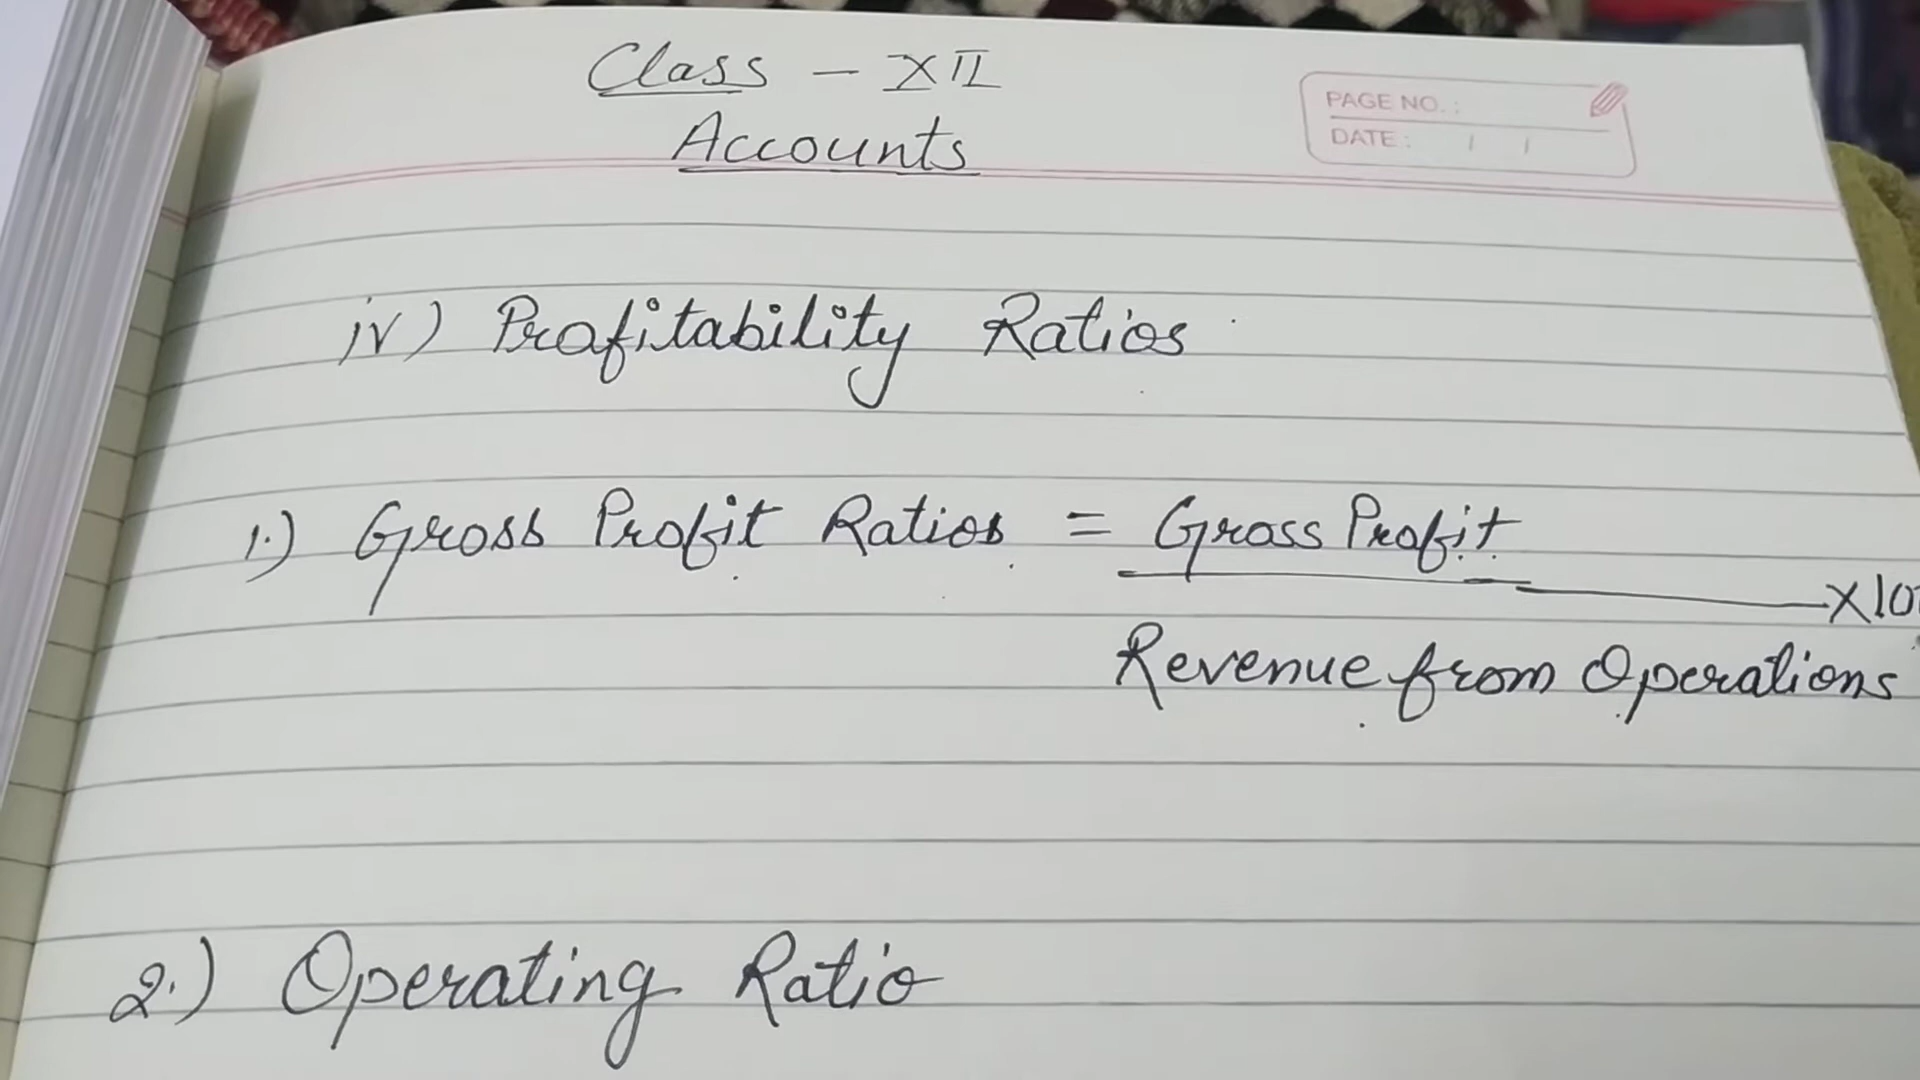 Class - XII
Accounts
PAGE NO. :
DATE : / /
iv) Profitability Ratios
1.) Gross Profit Ratios = Gross Profit
X10
Revenue from Operations
2.) Operating Ratio